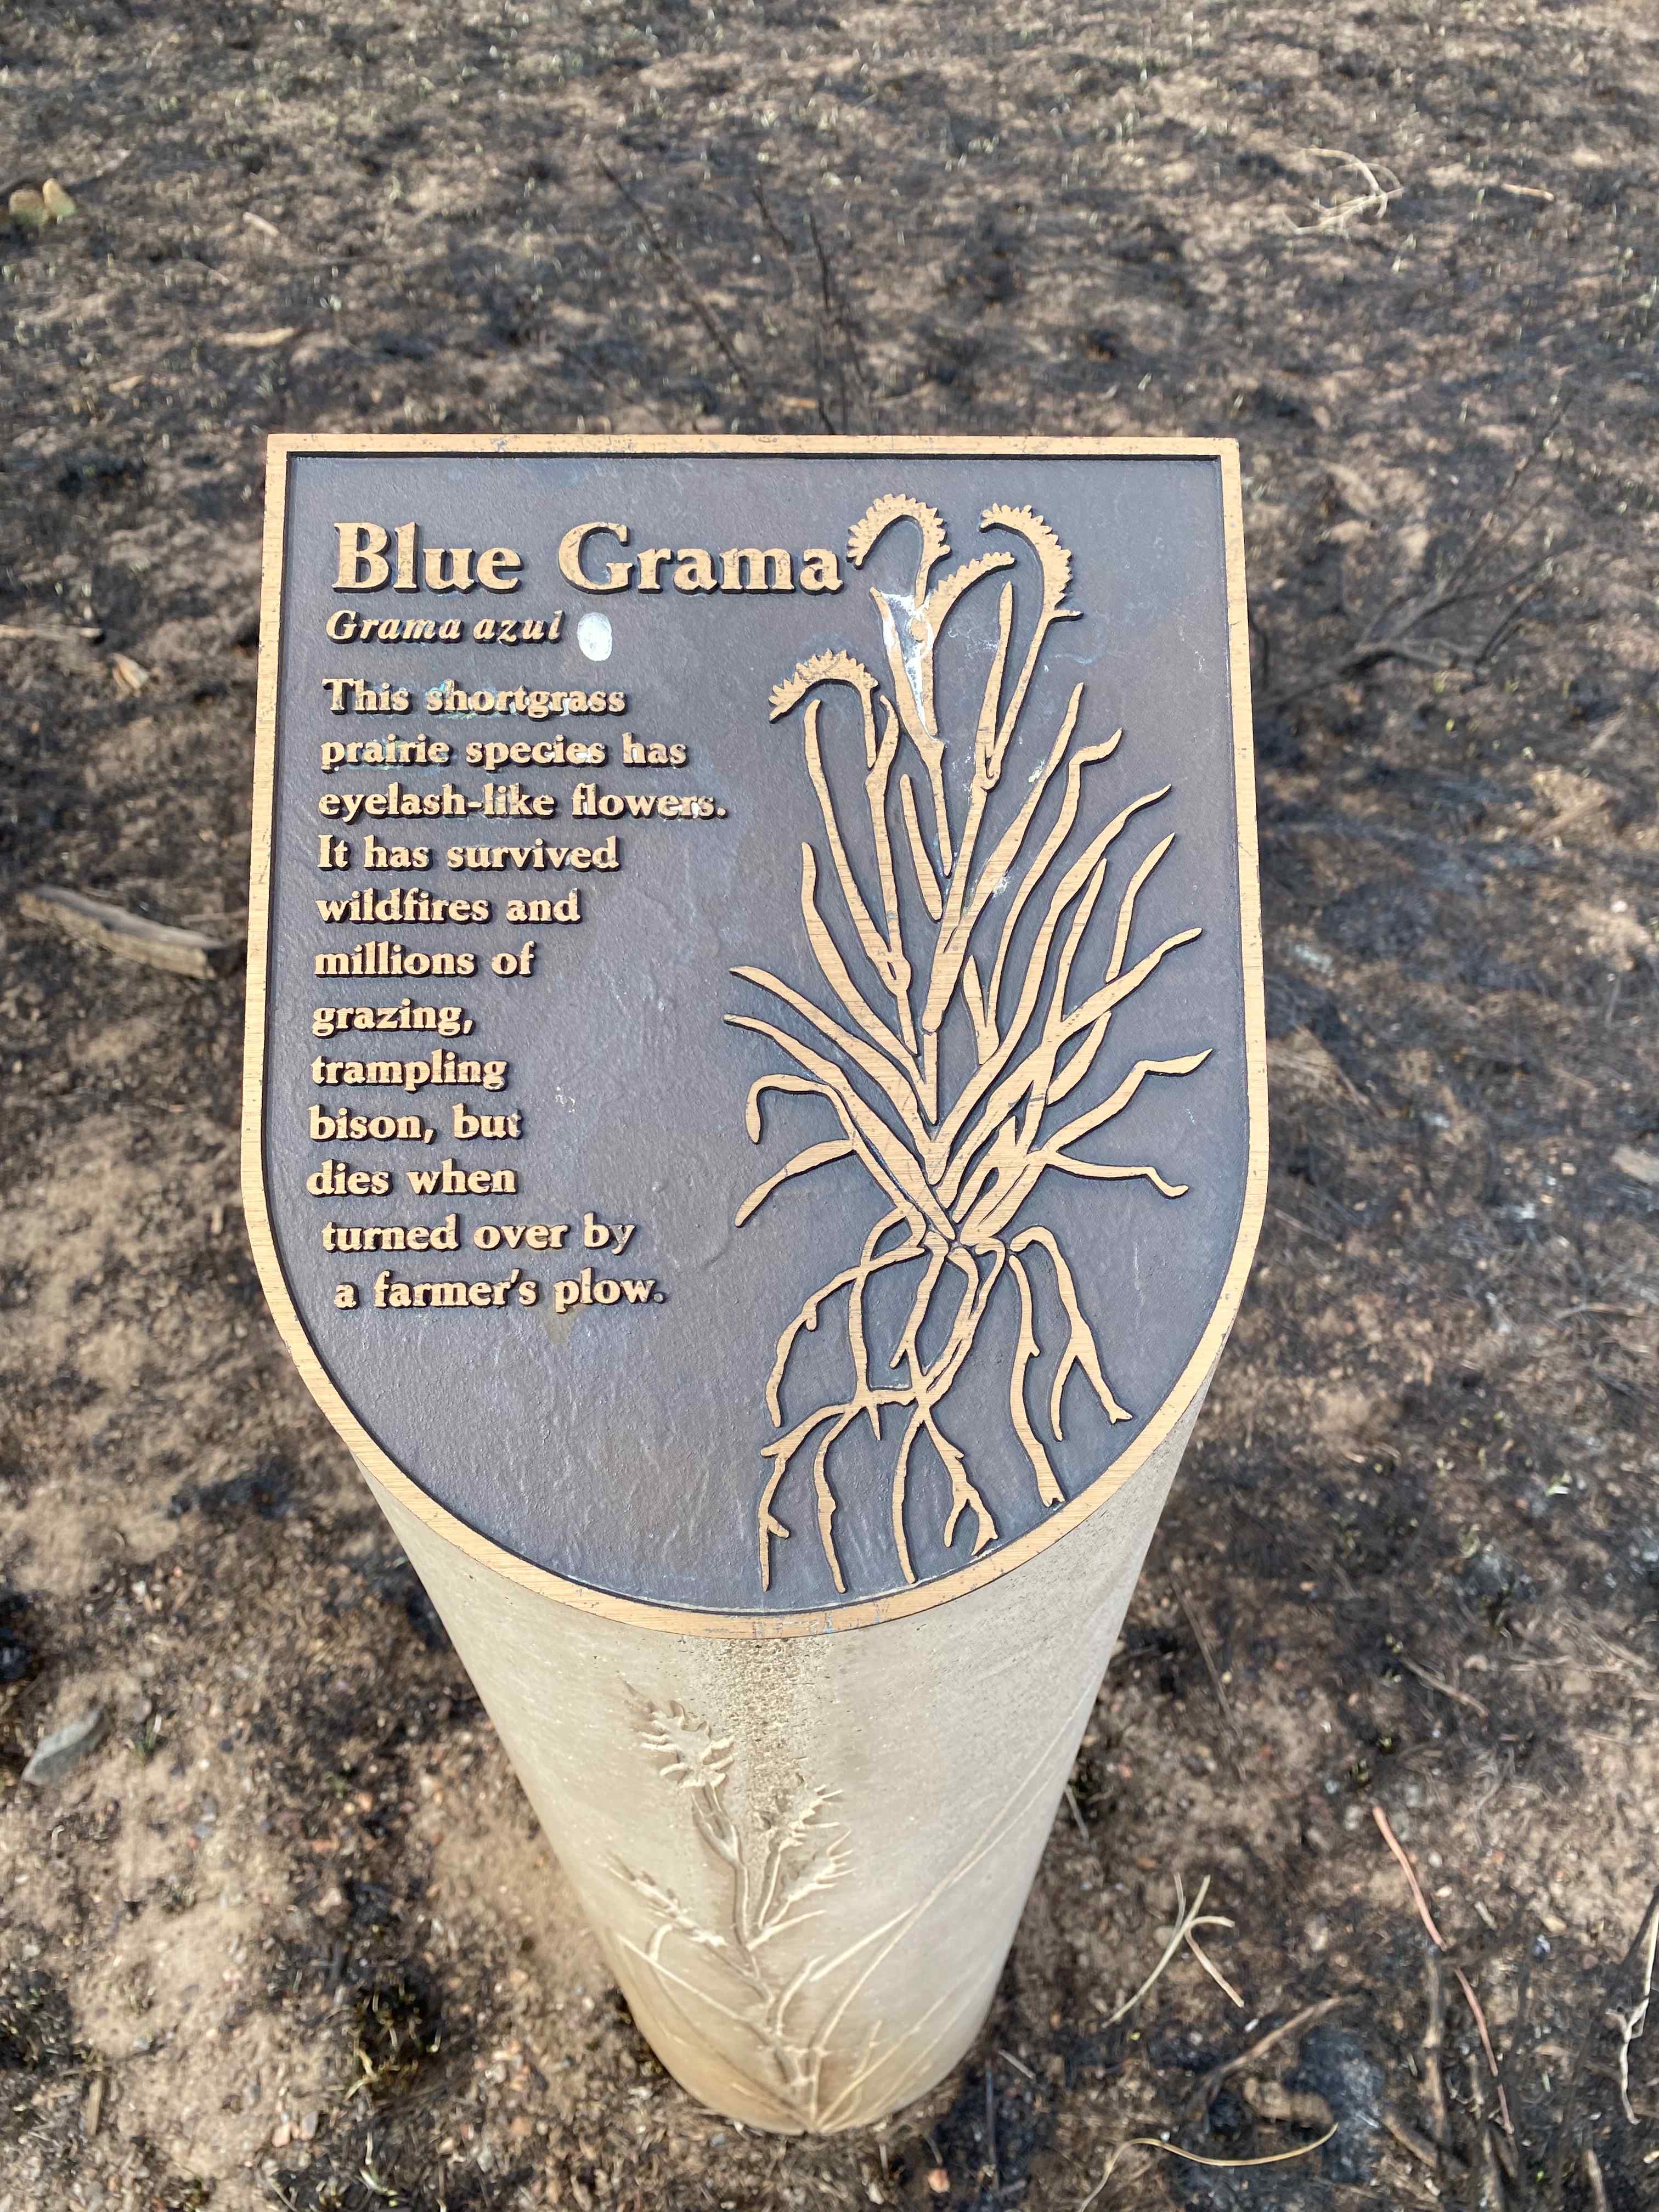 Blue Grama
Grama azul
This shortgrass
prairie species has
eyelash-like flowers.
It has survived
wildfires and
millions of
grazing,
trampling
bison, but
dies when
turned over by
a farmer's plow.